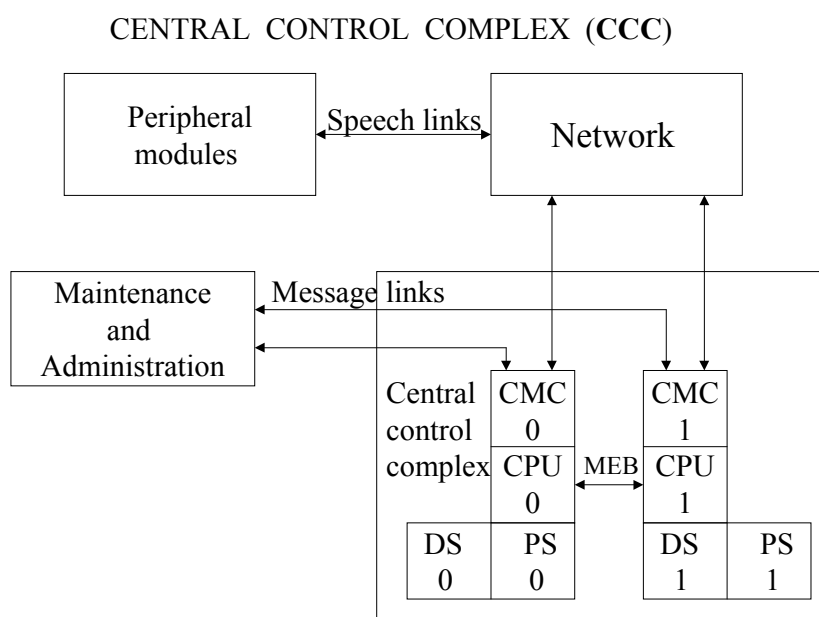 CENTRAL CONTROL COMPLEX (CCC)
Peripheral
modules
Speech links
Network
Maintenance
and
Administration
Message links
Central
control
complex
CMC
0
CMC
1
CPU
0
MEB
CPU
1
DS
0
PS
0
DS
1
PS
1